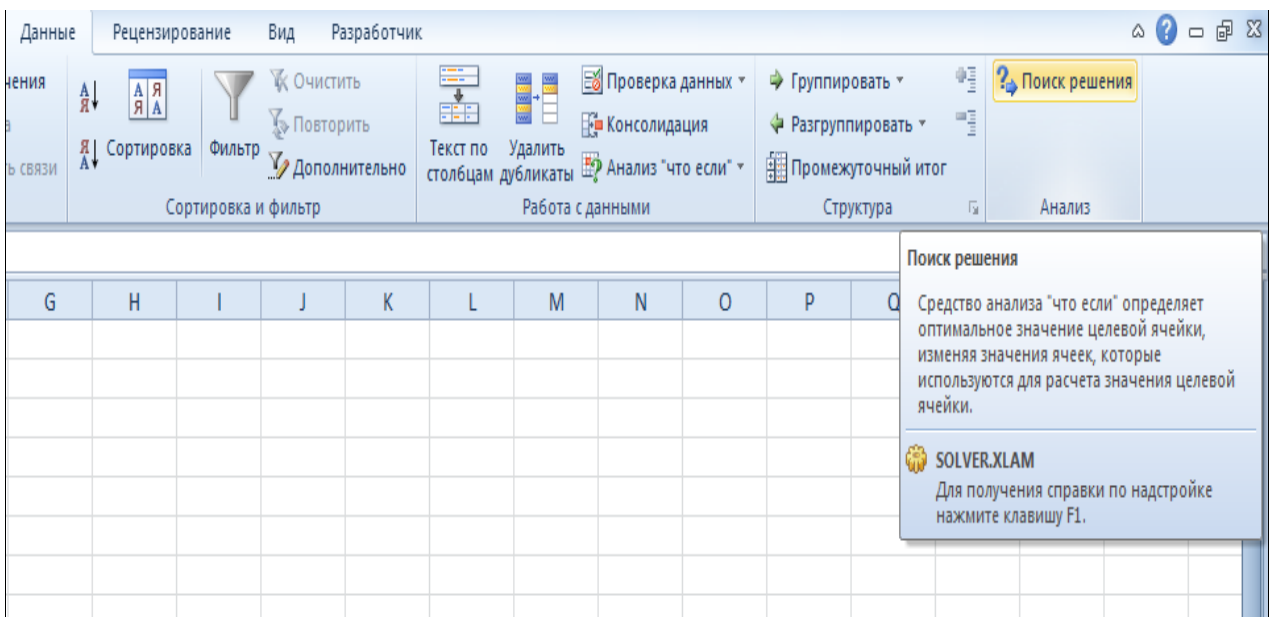 Данные Рецензирование Вид Разработчик
чения
ь связи
Сортировка
Фильтр
Очистить
Повторить
Дополнительно
Сортировка и фильтр
Текст по столбцам
Удалить дубликаты
Проверка данных
Консолидация
Анализ "что если"
Работа с данными
Группировать
Разгруппировать
Промежуточный итог
Структура
Поиск решения
Анализ
G H I J K L M N O P Q
Поиск решения
Средство анализа "что если" определяет
оптимальное значение целевой ячейки,
изменяя значения ячеек, которые
используются для расчета значения целевой
ячейки.
SOLVER.XLAM
Для получения справки по надстройке
нажмите клавишу F1.